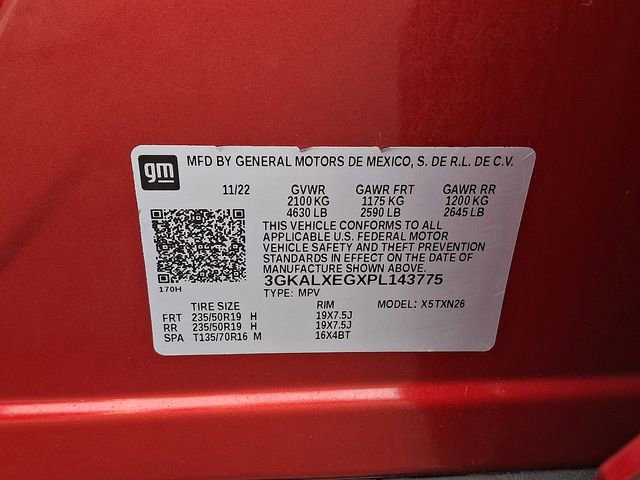 gm
MFD BY GENERAL MOTORS DE MEXICO, S. DE R.L. DE C.V.
11/22 GVWR GAWR FRT GAWR RR
2100 KG 1175 KG 1200 KG
4630 LB 2590 LB 2645 LB
THIS VEHICLE CONFORMS TO ALL
APPLICABLE U.S. FEDERAL MOTOR
VEHICLE SAFETY AND THEFT PREVENTION
STANDARDS IN EFFECT ON THE DATE OF
MANUFACTURE SHOWN ABOVE.
3GKALXEGXPL143775
170H
TYPE: MPV
TIRE SIZE RIM MODEL: X5TXN26
FRT 235/50R19 H 19X7.5J
RR 235/50R19 H 19X7.5J
SPA T135/70R16 M 16X4BT